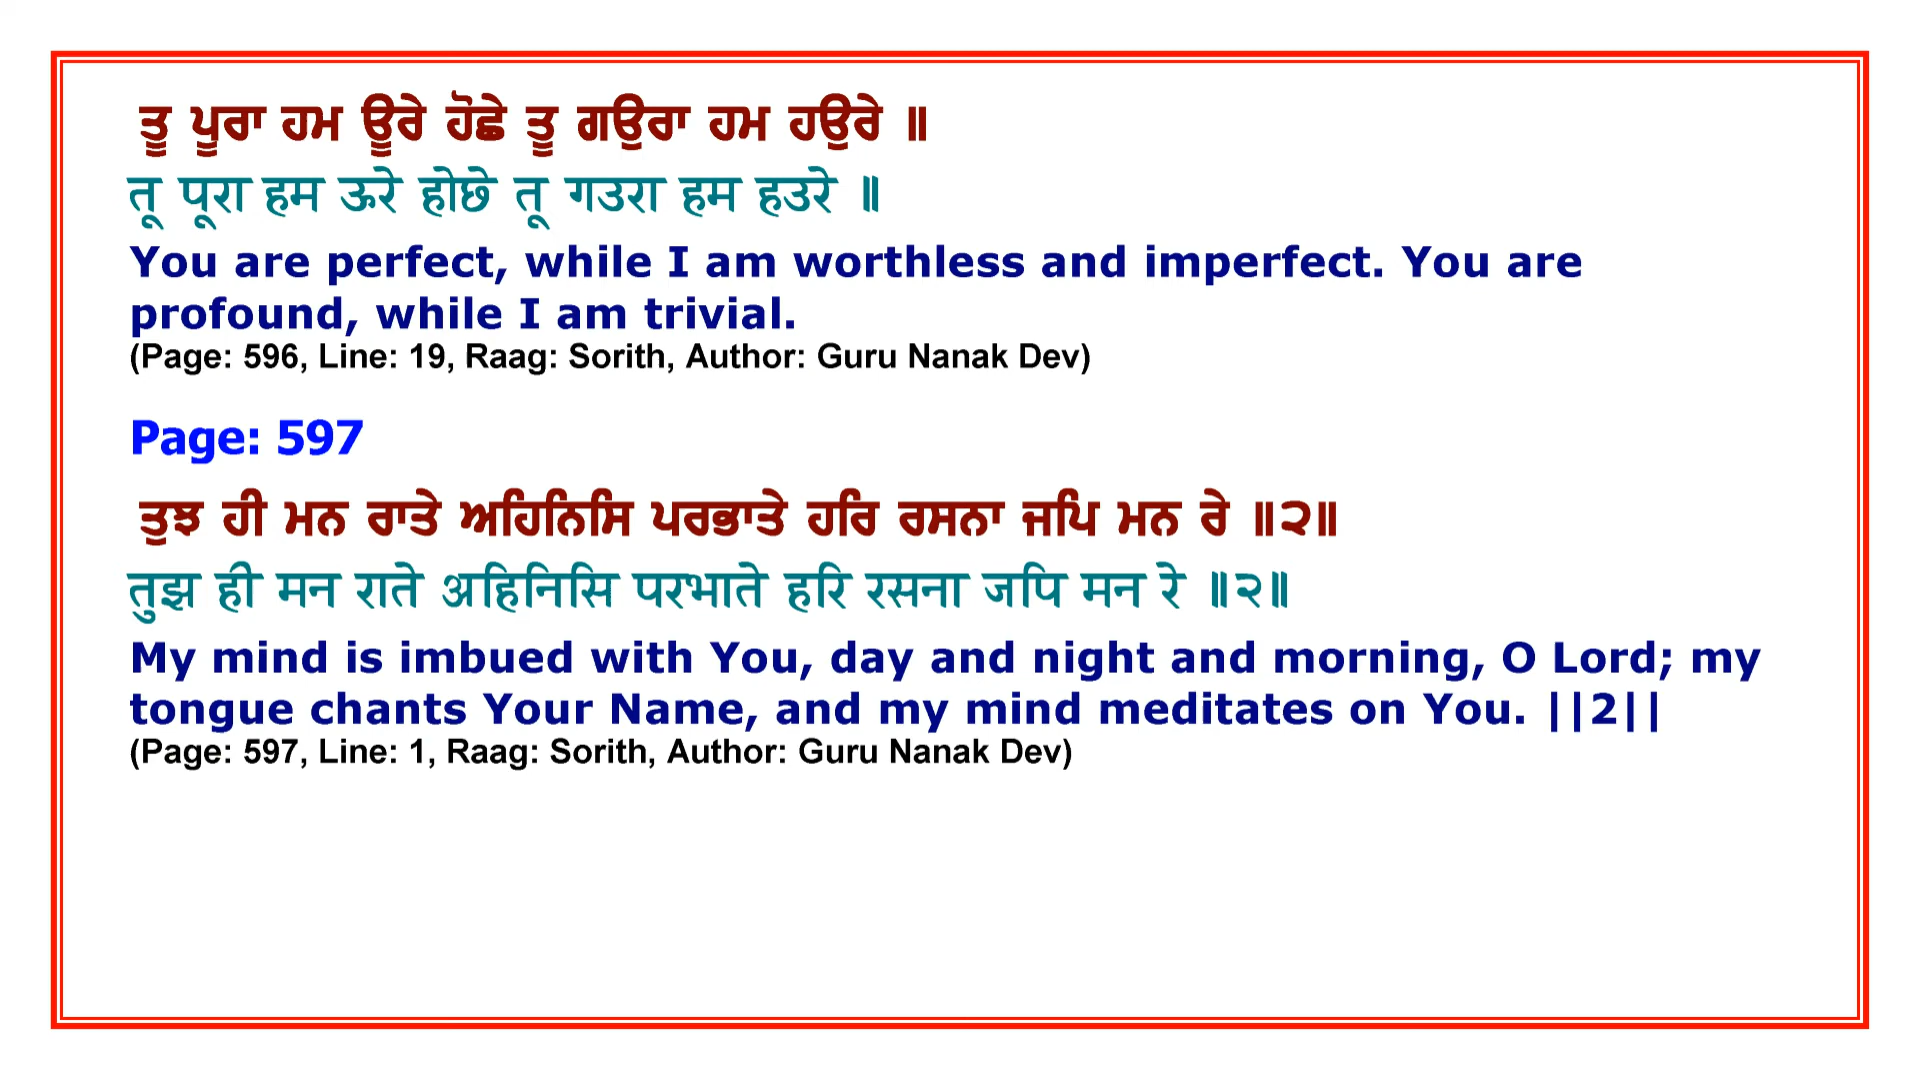 ਤੂ ਪੂਰਾ ਹਮ ਊਰੇ ਹੋਛੇ ਤੂ ਗਉਰਾ ਹਮ ਹਉਰੇ ॥
तू पूरा हम ऊरे होछे तू गउरा हम हउरे ॥
You are perfect, while I am worthless and imperfect. You are
profound, while I am trivial.
(Page: 596, Line: 19, Raag: Sorith, Author: Guru Nanak Dev)
Page: 597
ਤੁਝ ਹੀ ਮਨ ਰਾਤੇ ਅਹਿਨਿਸਿ ਪਰਭਾਤੇ ਹਰਿ ਰਸਨਾ ਜਪਿ ਮਨ ਰੇ ॥੨॥
तुझ ही मन राते अहिनिसि परभाते हरि रसना जपि मन रे ॥२॥
My mind is imbued with You, day and night and morning, O Lord; my
tongue chants Your Name, and my mind meditates on You. ||2||
(Page: 597, Line: 1, Raag: Sorith, Author: Guru Nanak Dev)